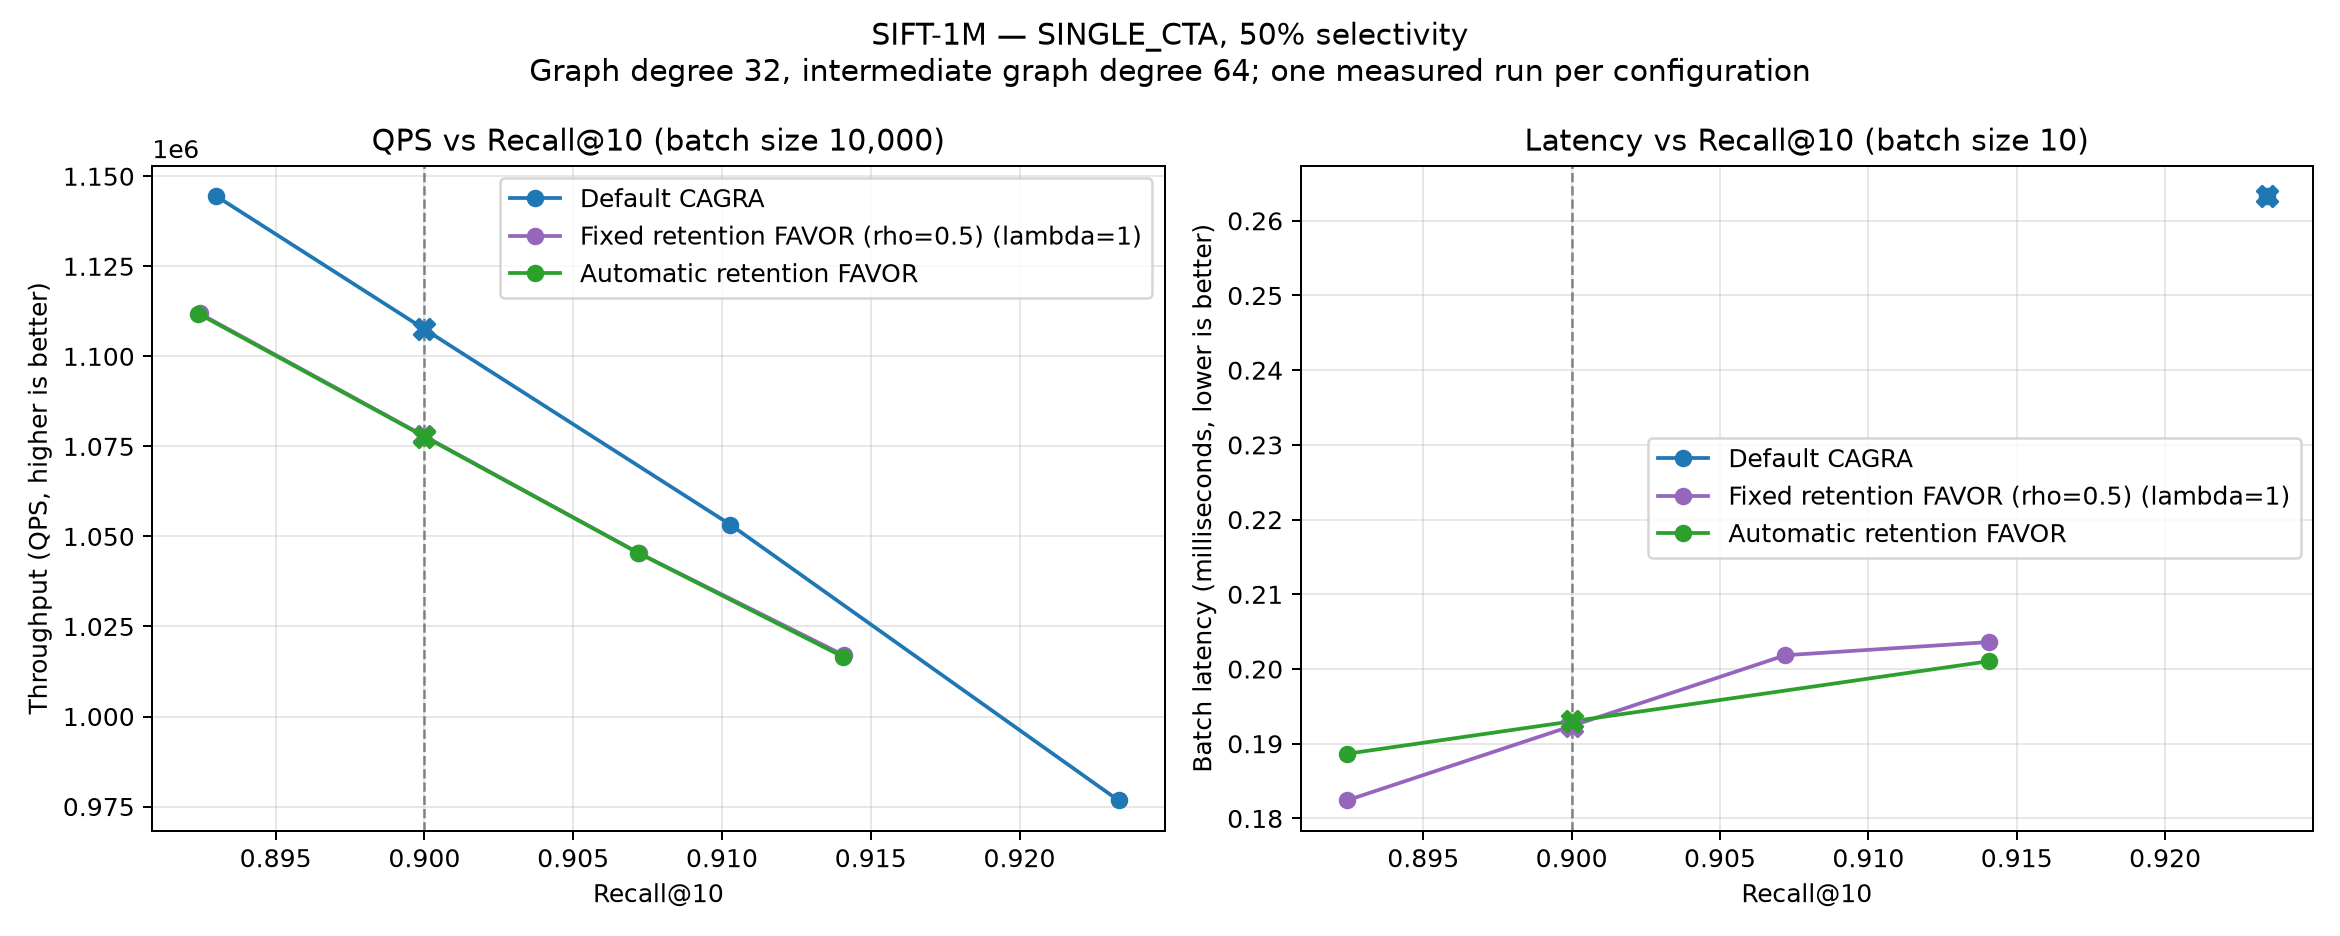 SIFT-1M — SINGLE_CTA, 50% selectivity
Graph degree 32, intermediate graph degree 64; one measured run per configuration
QPS vs Recall@10 (batch size 10,000)
1e6
Throughput (QPS, higher is better)
1.150
1.125
1.100
1.075
1.050
1.025
1.000
0.975
Default CAGRA
Fixed retention FAVOR (rho=0.5) (lambda=1)
Automatic retention FAVOR
0.895 0.900 0.905 0.910 0.915 0.920
Recall@10
Latency vs Recall@10 (batch size 10)
Batch latency (milliseconds, lower is better)
0.26
0.25
0.24
0.23
0.22
0.21
0.20
0.19
0.18
Default CAGRA
Fixed retention FAVOR (rho=0.5) (lambda=1)
Automatic retention FAVOR
0.895 0.900 0.905 0.910 0.915 0.920
Recall@10